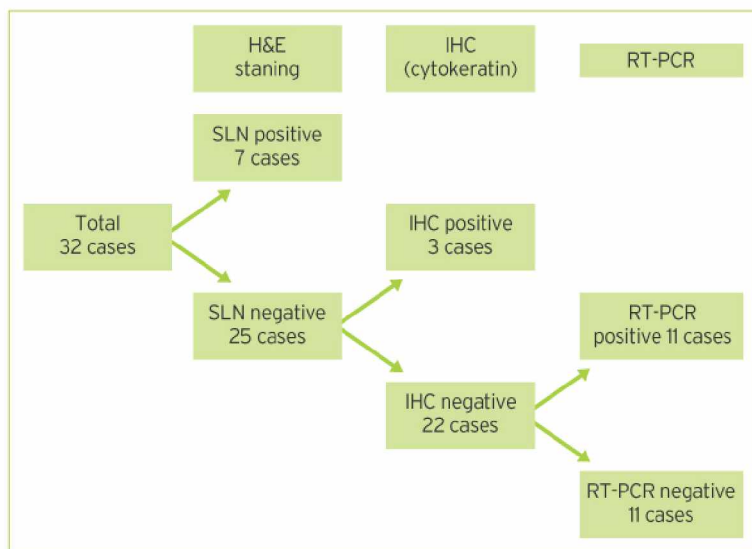 H&E
staning
IHC
(cytokeratin)
RT-PCR
SLN positive
7 cases
Total
32 cases
IHC positive
3 cases
SLN negative
25 cases
RT-PCR
positive 11 cases
IHC negative
22 cases
RT-PCR negative
11 cases